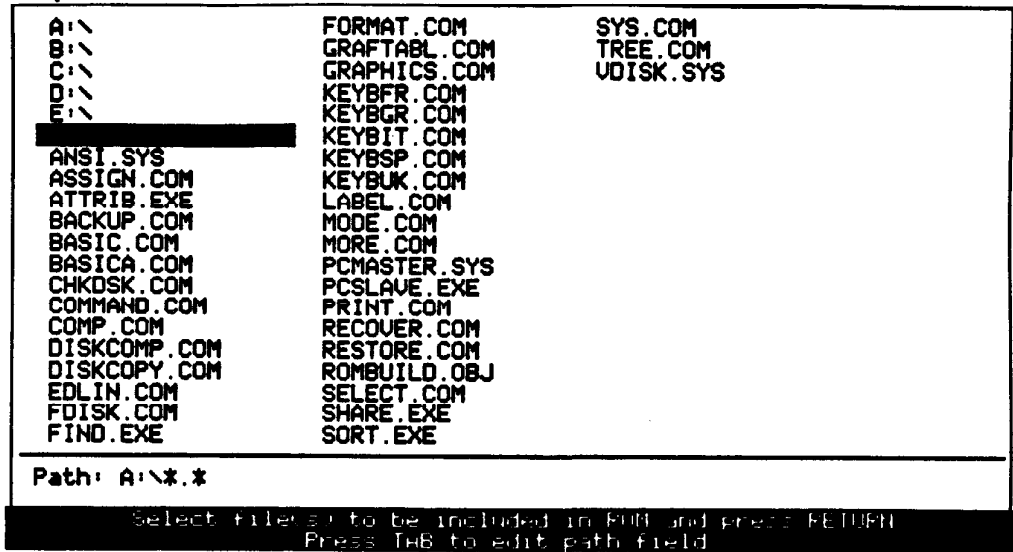 A:\
B:\
C:\
D:\
E:\
ANSI.SYS
ASSIGN.COM
ATTRIB.EXE
BACKUP.COM
BASIC.COM
BASICA.COM
CHKDSK.COM
COMMAND.COM
COMP.COM
DISKCOMP.COM
DISKCOPY.COM
EDLIN.COM
FDISK.COM
FIND.EXE
FORMAT.COM
GRAFTABL.COM
GRAPHICS.COM
KEYBFR.COM
KEYBGR.COM
KEYBIT.COM
KEYBSP.COM
KEYBUK.COM
LABEL.COM
MODE.COM
MORE.COM
PCMASTER.SYS
PCSLAVE.EXE
PRINT.COM
RECOVER.COM
RESTORE.COM
ROMBUILD.OBJ
SELECT.COM
SHARE.EXE
SORT.EXE
SYS.COM
TREE.COM
VDISK.SYS
Path: A:\*.*
Select file(s) to be included in ROM and press RETURN
Press TAB to edit path field